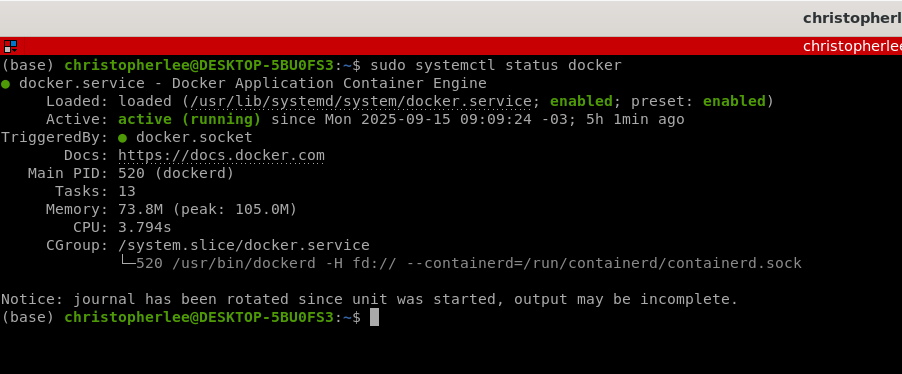 christopherl
christopherlee
(base) christopherlee@DESKTOP-5BU0FS3:~$ sudo systemctl status docker
● docker.service - Docker Application Container Engine
     Loaded: loaded (/usr/lib/systemd/system/docker.service; enabled; preset: enabled)
     Active: active (running) since Mon 2025-09-15 09:09:24 -03; 5h 1min ago
TriggeredBy: ● docker.socket
       Docs: https://docs.docker.com
   Main PID: 520 (dockerd)
      Tasks: 13
     Memory: 73.8M (peak: 105.0M)
        CPU: 3.794s
     CGroup: /system.slice/docker.service
             └─520 /usr/bin/dockerd -H fd:// --containerd=/run/containerd/containerd.sock
Notice: journal has been rotated since unit was started, output may be incomplete.
(base) christopherlee@DESKTOP-5BU0FS3:~$